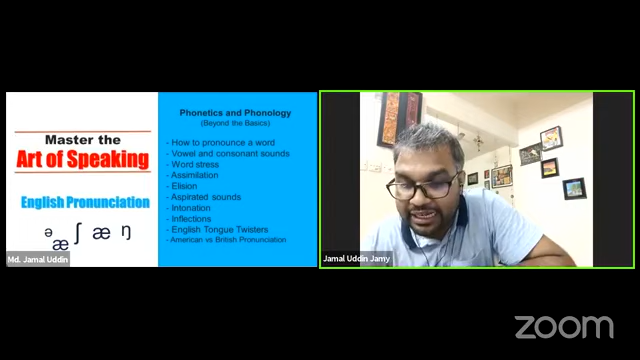 Master the
Art of Speaking
English Pronunciation
ə æ ʃ æ ŋ
Md. Jamal Uddin
Phonetics and Phonology
(Beyond the Basics)
- How to pronounce a word
- Vowel and consonant sounds
- Word stress
- Assimilation
- Elision
- Aspirated sounds
- Intonation
- Inflections
- English Tongue Twisters
- American vs British Pronunciation
Jamal Uddin Jamy
zoom